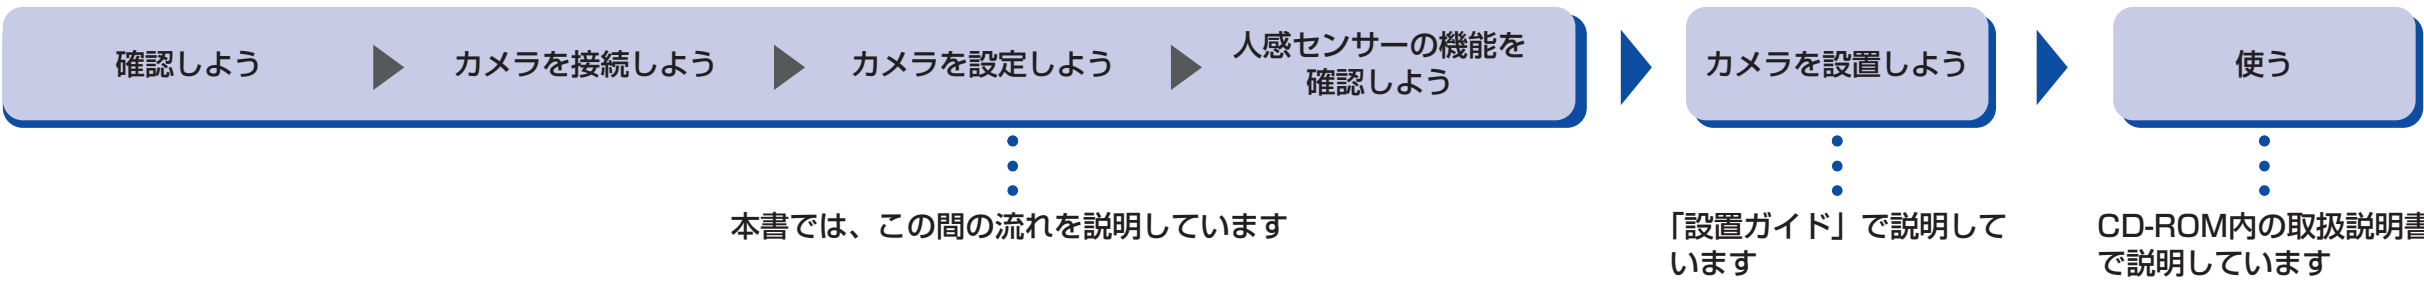 確認しよう
カメラを接続しよう
カメラを設定しよう
人感センサーの機能を
確認しよう
カメラを設置しよう
使う
本書では、この間の流れを説明しています
「設置ガイド」で説明して
います
CD-ROM内の取扱説明書
で説明しています